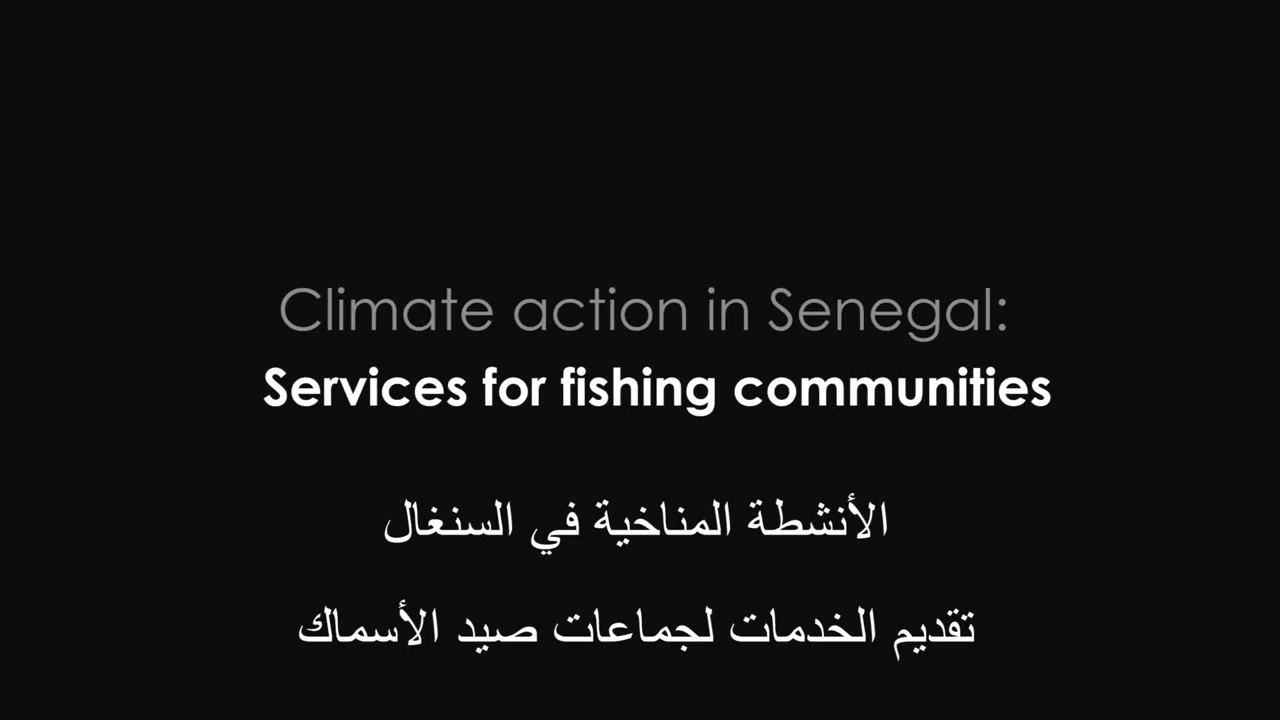 Climate action in Senegal:
Services for fishing communities
الأنشطة المناخية في السنغال
تقديم الخدمات لجماعات صيد الأسماك